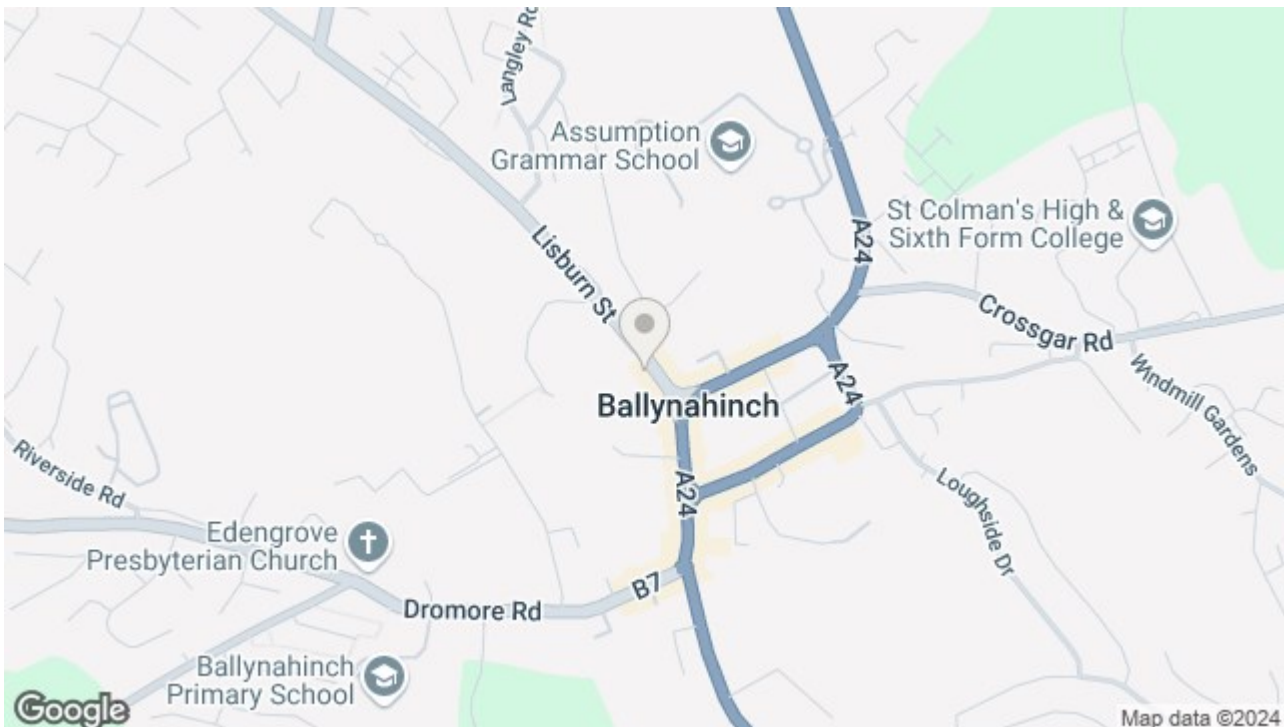 Langley Rd
Assumption
Grammar School
A24
St Colman's High &
Sixth Form College
Lisburn St
Crossgar Rd
Windmill Gardens
A24
Ballynahinch
Riverside Rd
A24
Loughside Dr
Edengrove
Presbyterian Church
B7
Dromore Rd
Ballynahinch
Primary School
Google
Map data ©2024